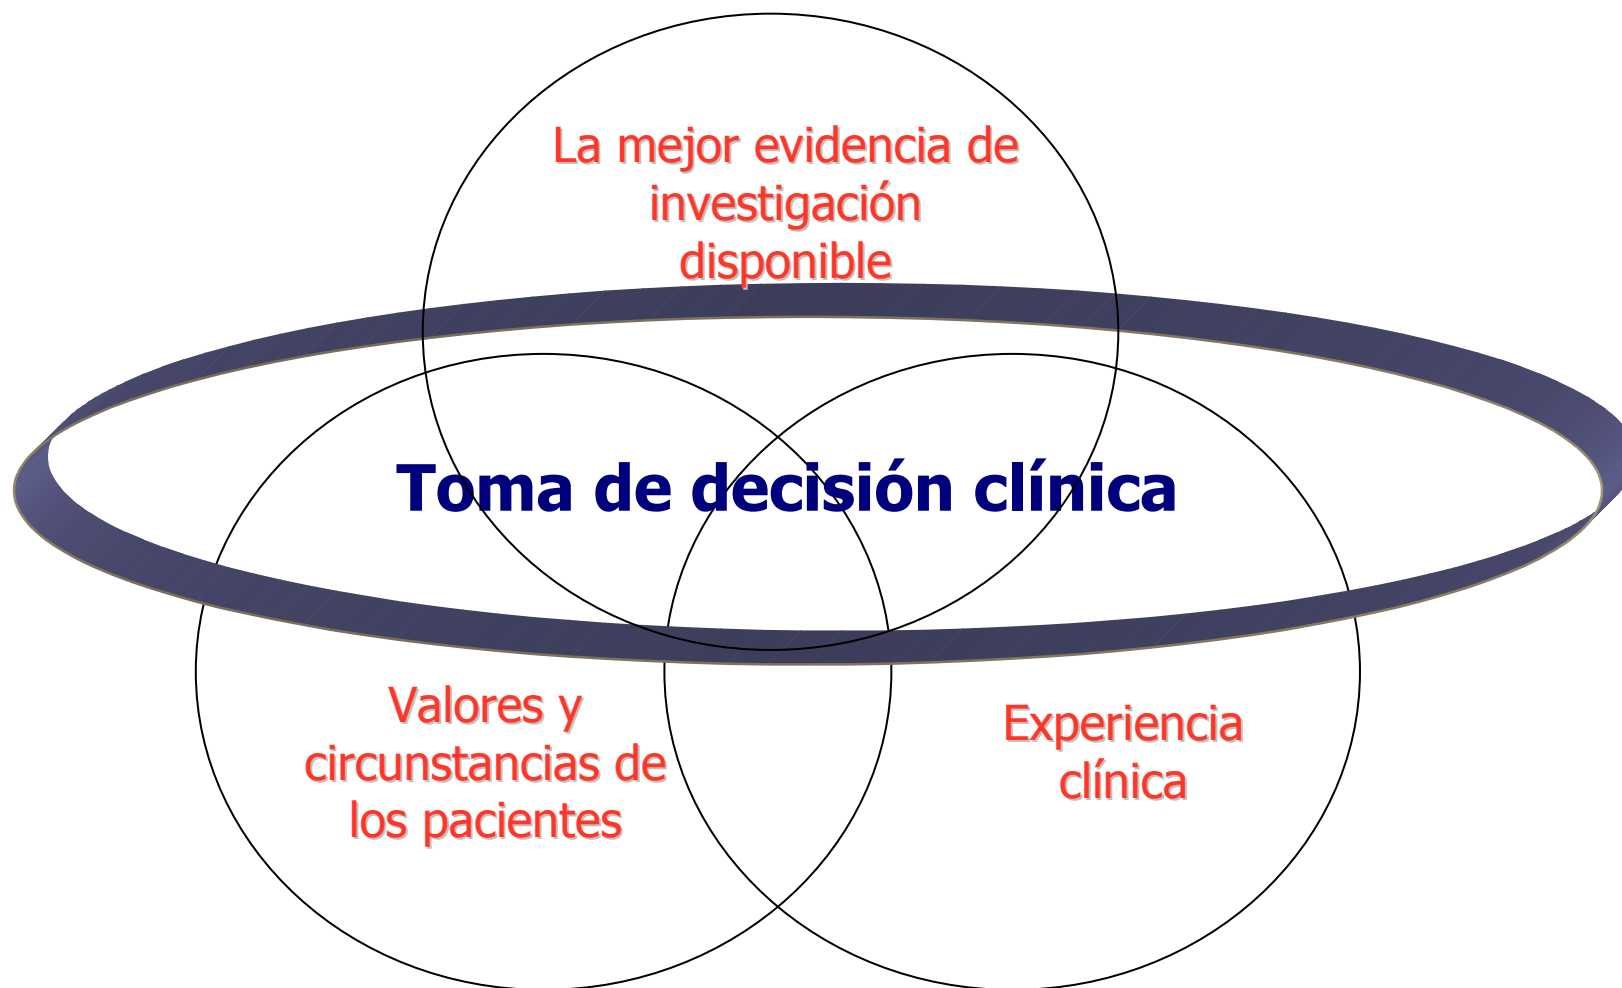 La mejor evidencia de
investigación
disponible
Toma de decisión clínica
Valores y
circunstancias de
los pacientes
Experiencia
clínica